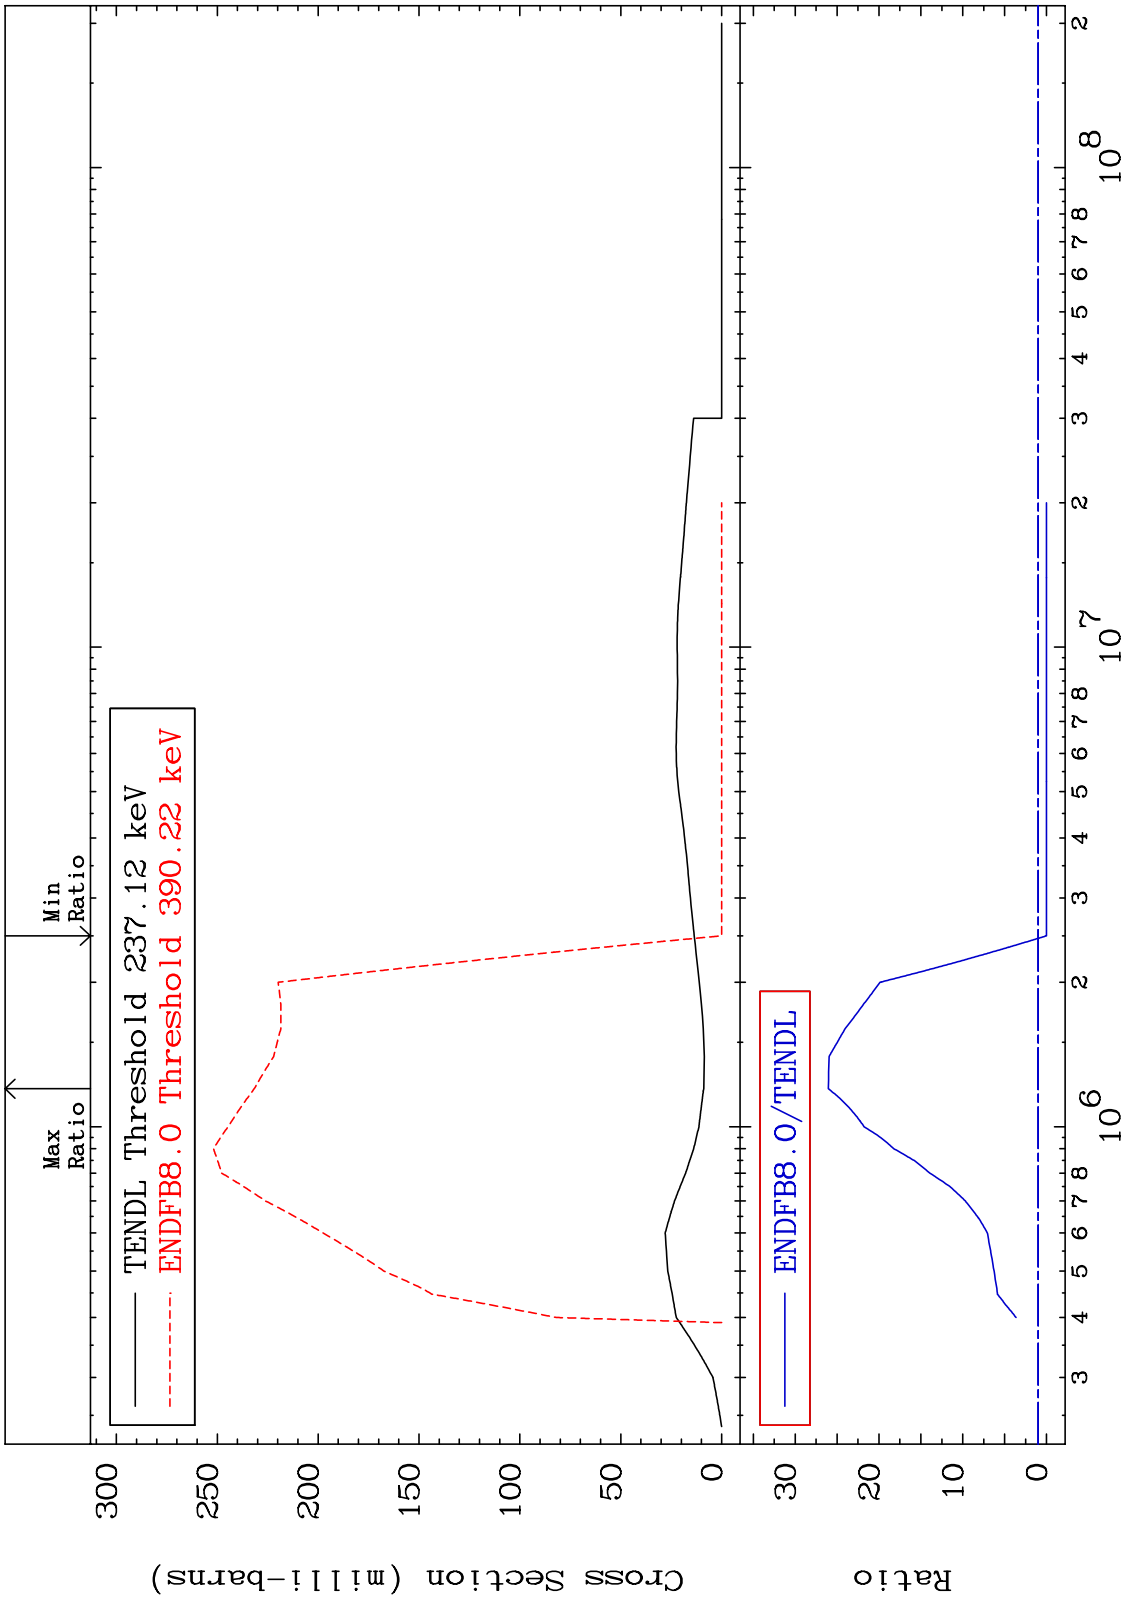 Max
Ratio
Min
Ratio
300
250
200
150
100
50
0
Cross Section (milli-barns)
TENDL Threshold 237.12 keV
ENDFB8.0 Threshold 390.22 keV
30
20
10
0
Ratio
ENDFB8.0/TENDL
3 4 5 6 7 8 10^6 2 3 4 5 6 7 8 10^7 2 3 4 5 6 7 8 10^8 2